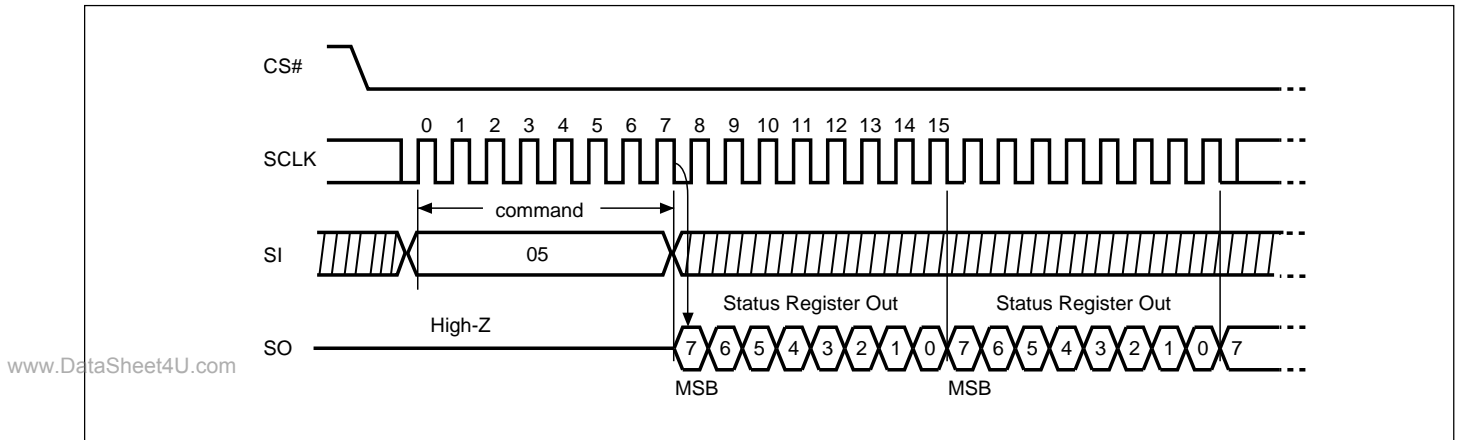 CS#
0 1 2 3 4 5 6 7 8 9 10 11 12 13 14 15
SCLK
command
SI
05
Status Register Out Status Register Out
High-Z
SO
7 6 5 4 3 2 1 0 7 6 5 4 3 2 1 0 7
www.DataSheet4U.com
MSB MSB